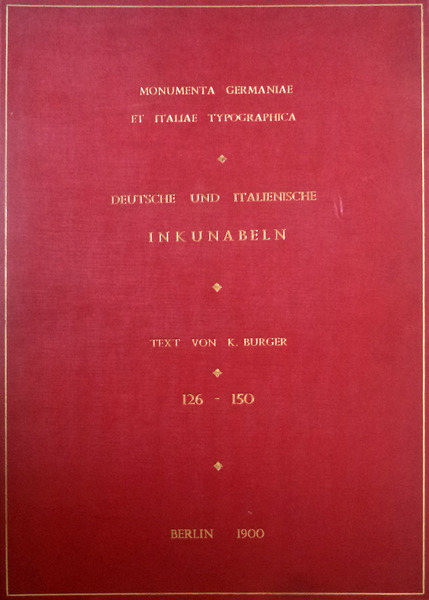 MONUMENTA GERMANIAE
ET ITALIAE TYPOGRAPHICA
DEUTSCHE UND ITALIENISCHE
INKUNABELN
TEXT VON K. BURGER
126 - 150
BERLIN 1900